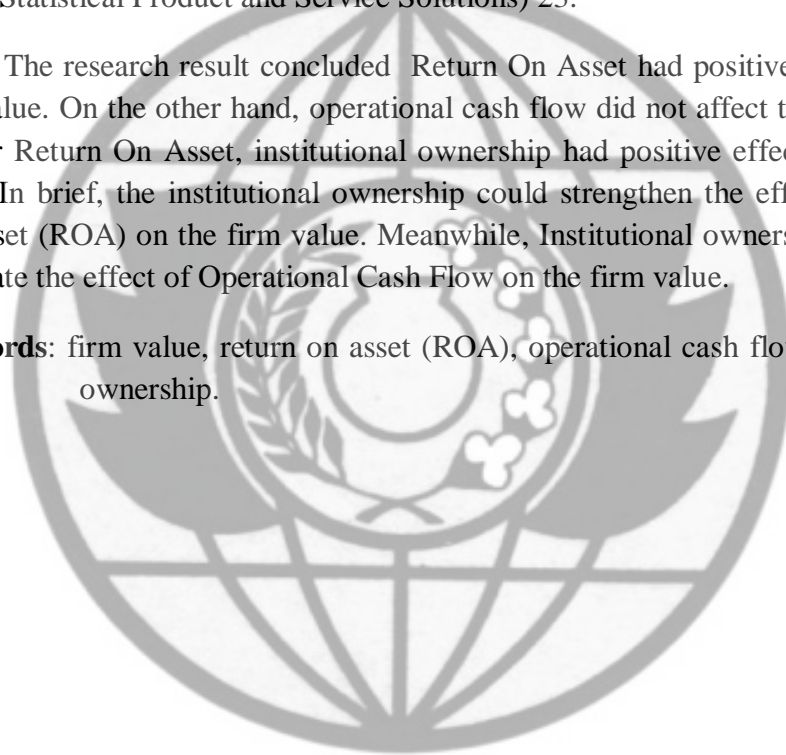 Statistical Product and Service Solutions) 25.
The research result concluded Return On Asset had positive
alue. On the other hand, operational cash flow did not affect t
r Return On Asset, institutional ownership had positive effec
In brief, the institutional ownership could strengthen the eff
set (ROA) on the firm value. Meanwhile, Institutional owners
ate the effect of Operational Cash Flow on the firm value.
ords: firm value, return on asset (ROA), operational cash flo
ownership.